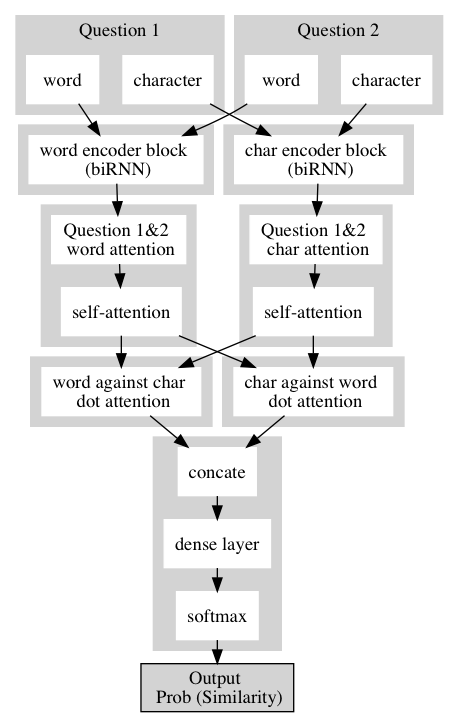 Question 1
Question 2
word
character
word
character
word encoder block
(biRNN)
char encoder block
(biRNN)
Question 1&2
word attention
Question 1&2
char attention
self-attention
self-attention
word against char
dot attention
char against word
dot attention
concate
dense layer
softmax
Output
Prob (Similarity)